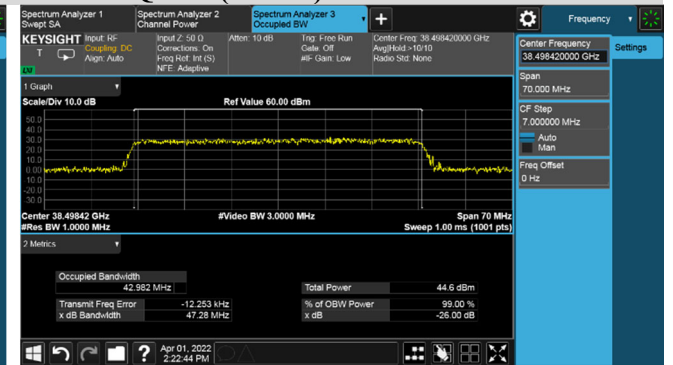 Spectrum Analyzer 1
Swept SA
Spectrum Analyzer 2
Channel Power
Spectrum Analyzer 3
Occupied BW
+
Frequency
KEYSIGHT
T
LV
Input: RF
Coupling: DC
Align: Auto
Input Z: 50 Ω
Corrections: On
Freq Ref: Int (S)
NFE: Adaptive
Atten: 10 dB
Trig: Free Run
Gate: Off
#IF Gain: Low
Center Freq: 38.498420000 GHz
Avg|Hold:>10/10
Radio Std: None
Center Frequency
38.498420000 GHz
Settings
Span
70.000 MHz
CF Step
7.000000 MHz
Auto
Man
Freq Offset
0 Hz
1 Graph
Scale/Div 10.0 dB
Ref Value 60.00 dBm
50.0
40.0
30.0
20.0
10.0
0.00
-10.0
-20.0
-30.0
Center 38.49842 GHz
#Video BW 3.0000 MHz
Span 70 MHz
#Res BW 1.0000 MHz
Sweep 1.00 ms (1001 pts)
2 Metrics
Occupied Bandwidth
42.982 MHz
Total Power
44.6 dBm
Transmit Freq Error
-12.253 kHz
% of OBW Power
99.00 %
x dB Bandwidth
47.28 MHz
x dB
-26.00 dB
?
Apr 01, 2022
2:22:44 PM